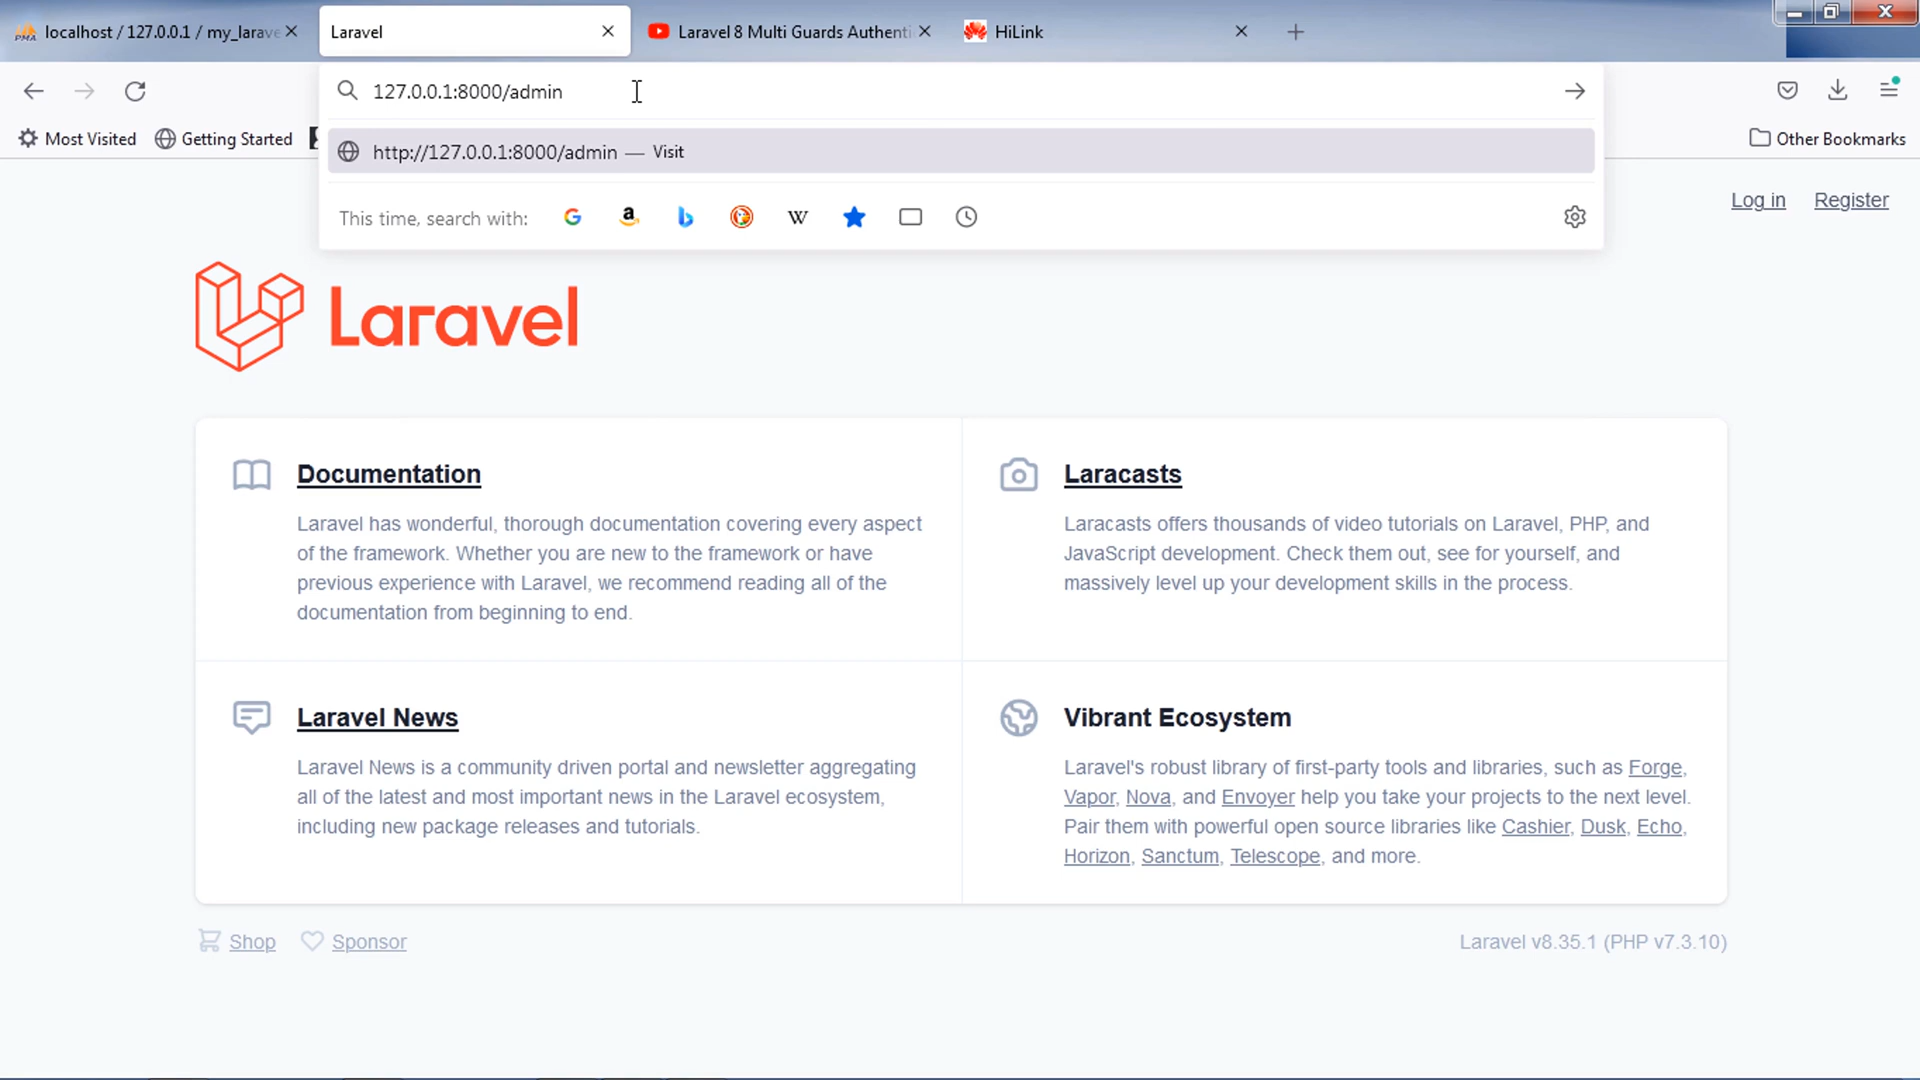 localhost / 127.0.0.1 / my_larave
Laravel
Laravel 8 Multi Guards Authenti
HiLink
127.0.0.1:8000/admin
Most Visited
Getting Started
Other Bookmarks
http://127.0.0.1:8000/admin — Visit
This time, search with:
Log in
Register
Laravel
Documentation
Laravel has wonderful, thorough documentation covering every aspect
of the framework. Whether you are new to the framework or have
previous experience with Laravel, we recommend reading all of the
documentation from beginning to end.
Laracasts
Laracasts offers thousands of video tutorials on Laravel, PHP, and
JavaScript development. Check them out, see for yourself, and
massively level up your development skills in the process.
Laravel News
Laravel News is a community driven portal and newsletter aggregating
all of the latest and most important news in the Laravel ecosystem,
including new package releases and tutorials.
Vibrant Ecosystem
Laravel's robust library of first-party tools and libraries, such as Forge,
Vapor, Nova, and Envoyer help you take your projects to the next level.
Pair them with powerful open source libraries like Cashier, Dusk, Echo,
Horizon, Sanctum, Telescope, and more.
Shop
Sponsor
Laravel v8.35.1 (PHP v7.3.10)